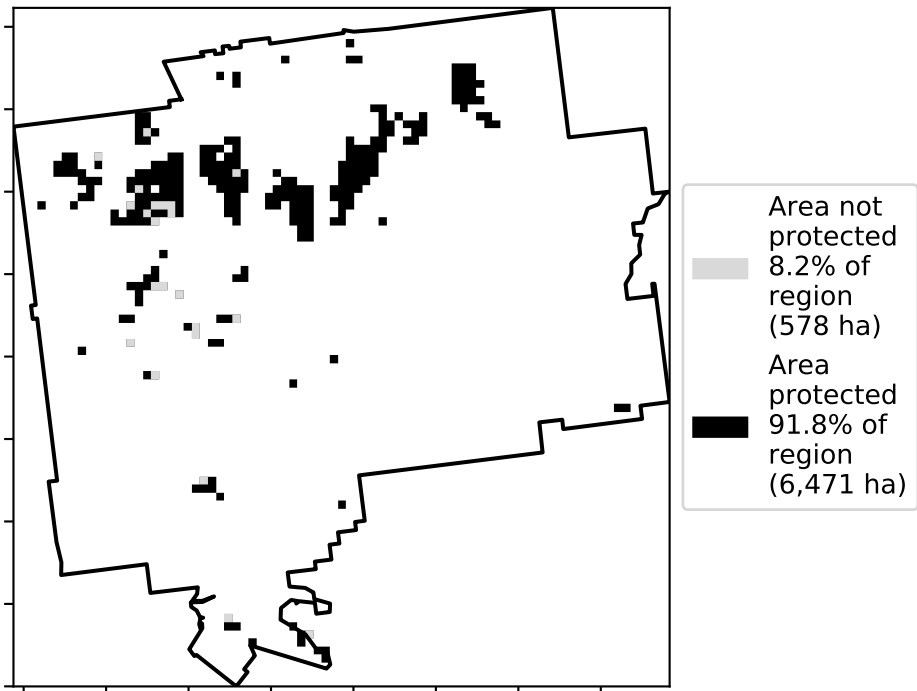 Area not
protected
8.2% of
region
(578 ha)
Area
protected
91.8% of
region
(6,471 ha)